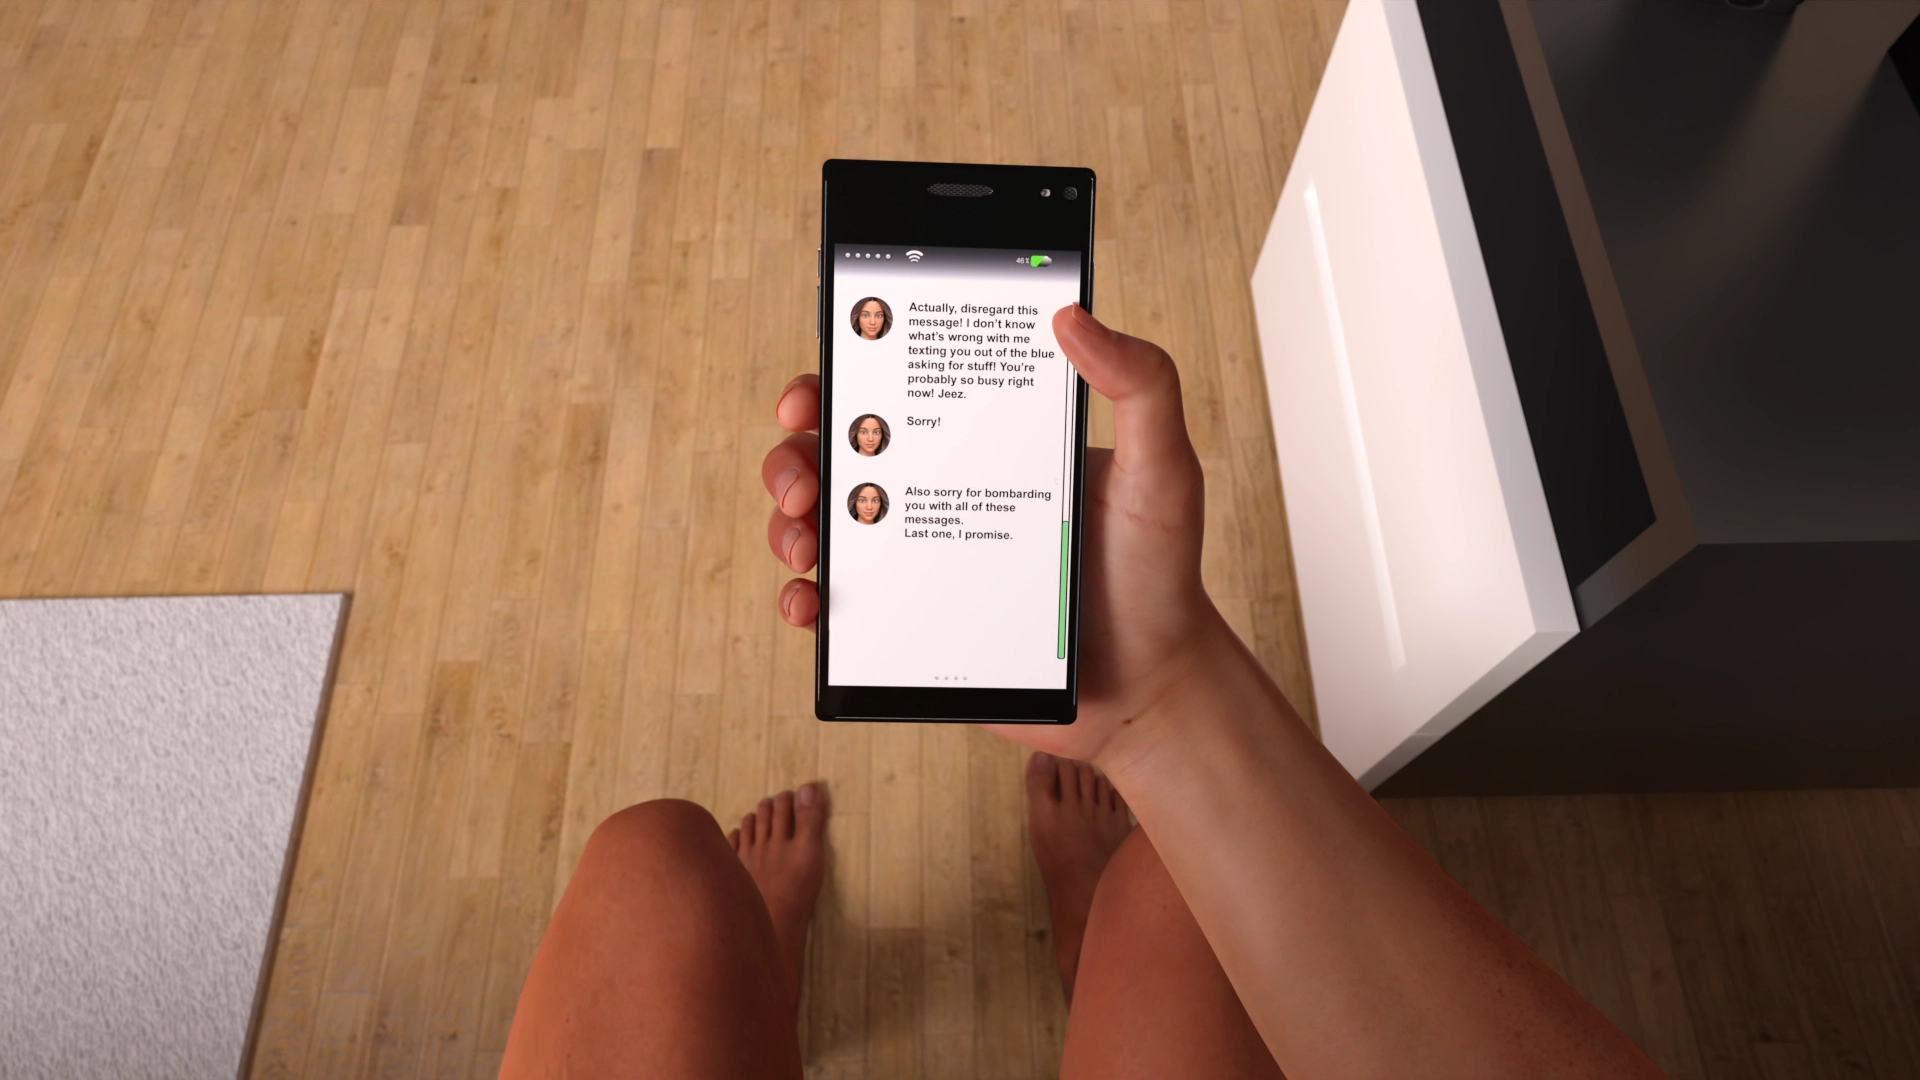 46%
Actually, disregard this
message! I don't know
what's wrong with me
texting you out of the blue
asking for stuff! You're
probably so busy right
now! Jeez.
Sorry!
Also sorry for bombarding
you with all of these
messages.
Last one, I promise.